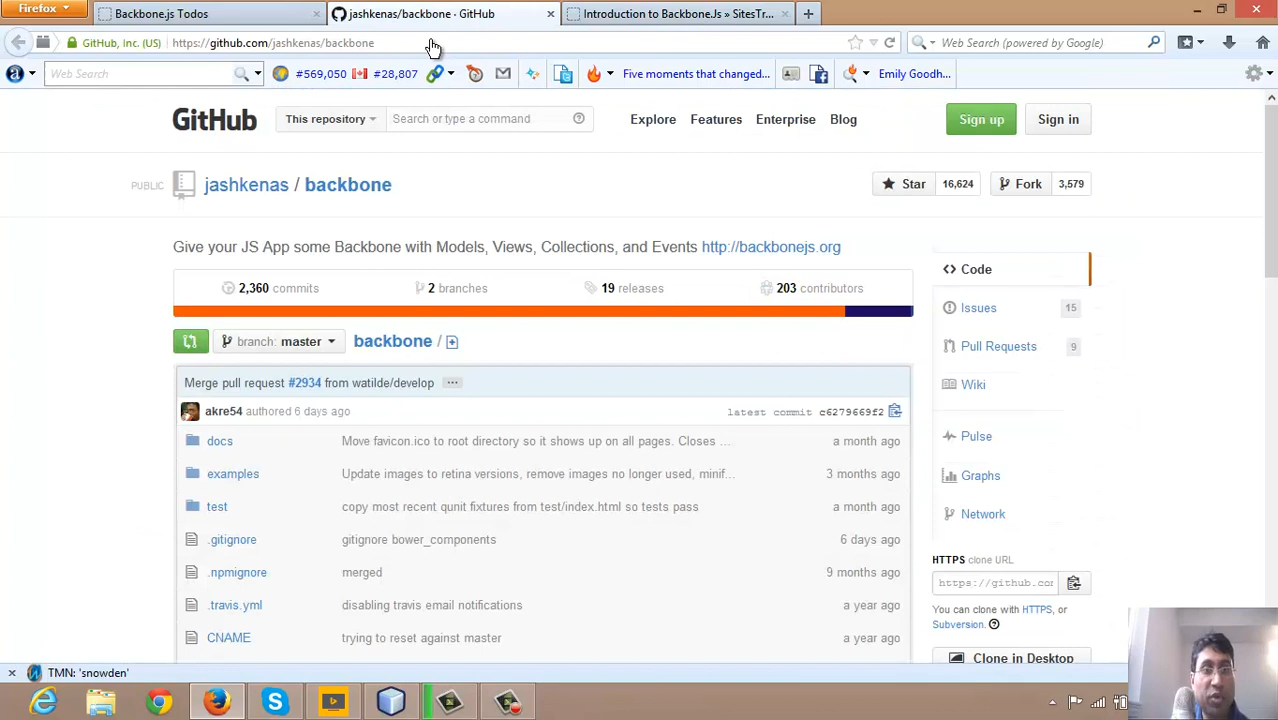 Firefox
Backbone.js Todos
jashkenas/backbone · GitHub
Introduction to Backbone.Js » SitesTr...
GitHub, Inc. (US)
https://github.com/jashkenas/backbone
Web Search (powered by Google)
Web Search
#569,050
#28,807
Five moments that changed...
Emily Goodh...
GitHub
This repository
Search or type a command
Explore
Features
Enterprise
Blog
Sign up
Sign in
PUBLIC
jashkenas / backbone
Star
16,624
Fork
3,579
Give your JS App some Backbone with Models, Views, Collections, and Events http://backbonejs.org
2,360 commits
2 branches
19 releases
203 contributors
branch: master
backbone /
Merge pull request #2934 from watilde/develop
akre54 authored 6 days ago
latest commit c6279669f2
docs
Move favicon.ico to root directory so it shows up on all pages. Closes ...
a month ago
examples
Update images to retina versions, remove images no longer used, minif...
3 months ago
test
copy most recent qunit fixtures from test/index.html so tests pass
a month ago
.gitignore
gitignore bower_components
6 days ago
.npmignore
merged
9 months ago
.travis.yml
disabling travis email notifications
a year ago
CNAME
trying to reset against master
a year ago
Code
Issues
15
Pull Requests
9
Wiki
Pulse
Graphs
Network
HTTPS clone URL
https://github.com
You can clone with HTTPS, or
Subversion.
Clone in Desktop
TMN: 'snowden'